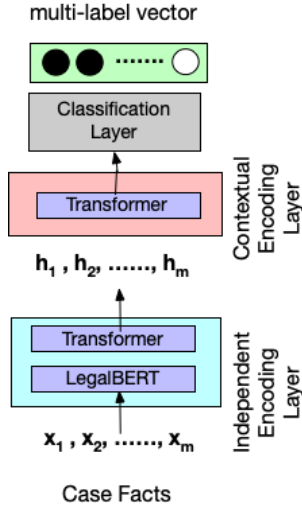 multi-label vector
.......
Classification
Layer
Transformer
Contextual
Encoding
Layer
h1 , h2, ......, hm
Transformer
LegalBERT
Independent
Encoding
Layer
x1 , x2, ......, xm
Case Facts